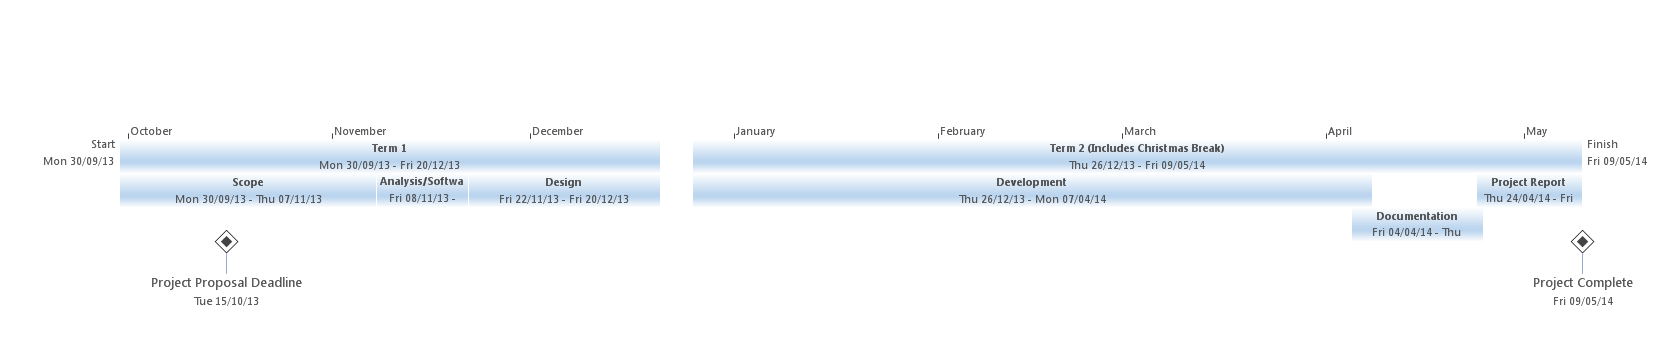 October
November
December
January
February
March
April
May
Start
Mon 30/09/13
Term 1
Mon 30/09/13 - Fri 20/12/13
Term 2 (Includes Christmas Break)
Thu 26/12/13 - Fri 09/05/14
Finish
Fri 09/05/14
Scope
Mon 30/09/13 - Thu 07/11/13
Analysis/Softwa
Fri 08/11/13 -
Design
Fri 22/11/13 - Fri 20/12/13
Development
Thu 26/12/13 - Mon 07/04/14
Project Report
Thu 24/04/14 - Fri
Documentation
Fri 04/04/14 - Thu
Project Proposal Deadline
Tue 15/10/13
Project Complete
Fri 09/05/14